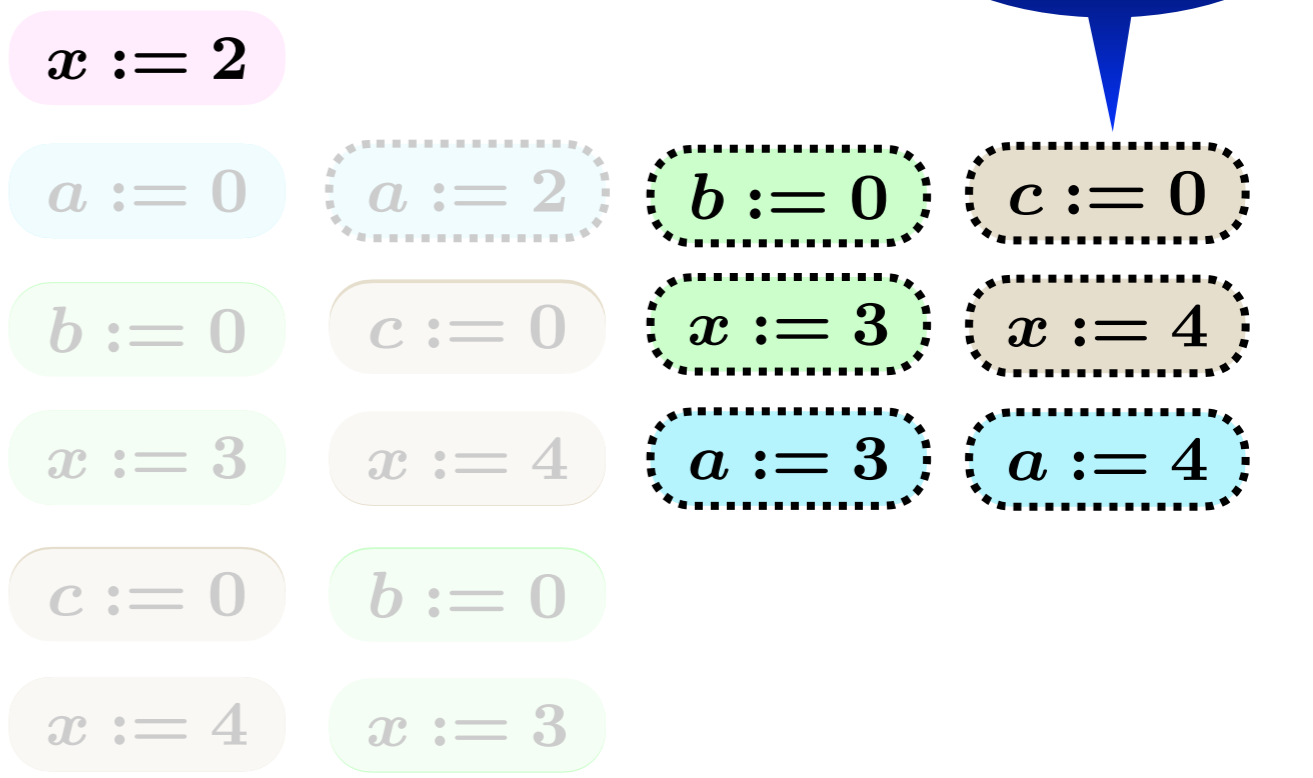 x := 2
a := 0
a := 2
b := 0
c := 0
b := 0
c := 0
x := 3
x := 4
x := 3
x := 4
a := 3
a := 4
c := 0
b := 0
x := 4
x := 3